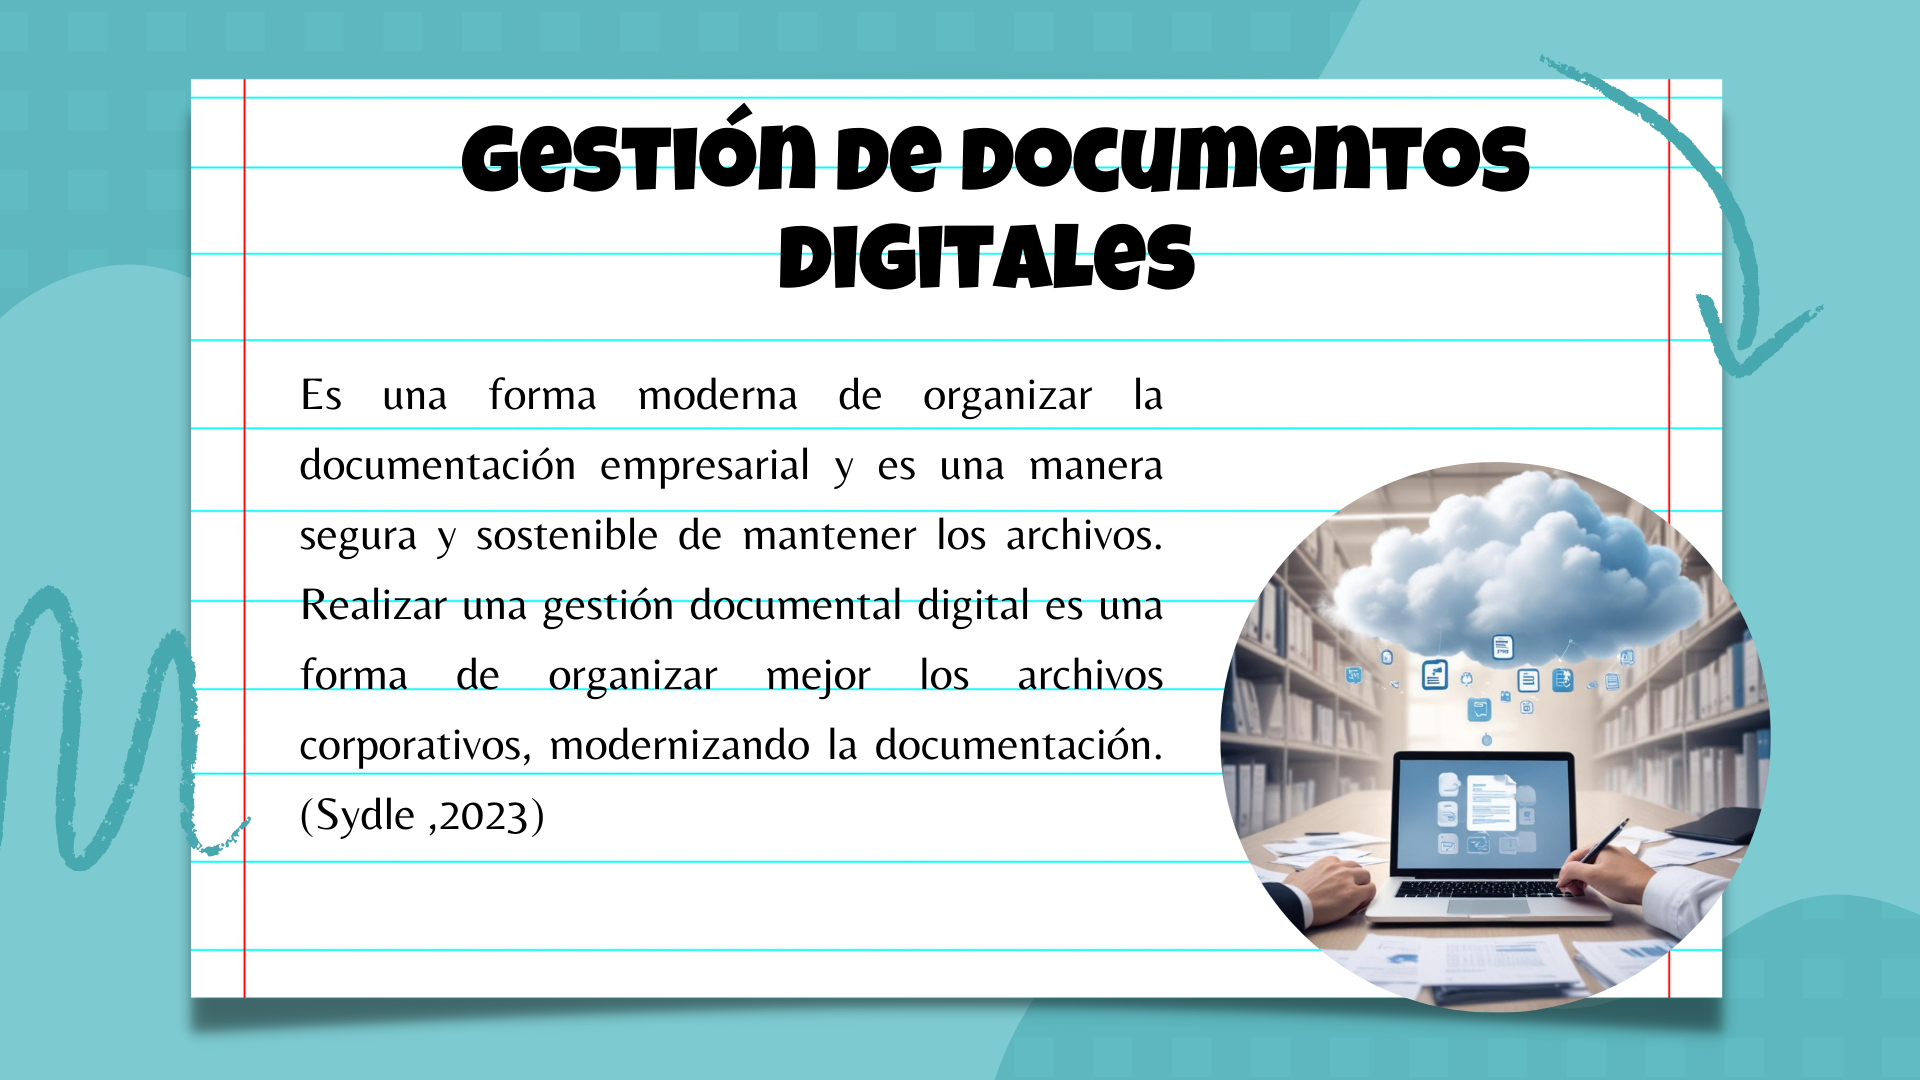 Gestión de Documentos
Digitales
Es una forma moderna de organizar la
documentación empresarial y es una manera
segura y sostenible de mantener los archivos.
Realizar una gestión documental digital es una
forma de organizar mejor los archivos
corporativos, modernizando la documentación.
(Sydle ,2023)